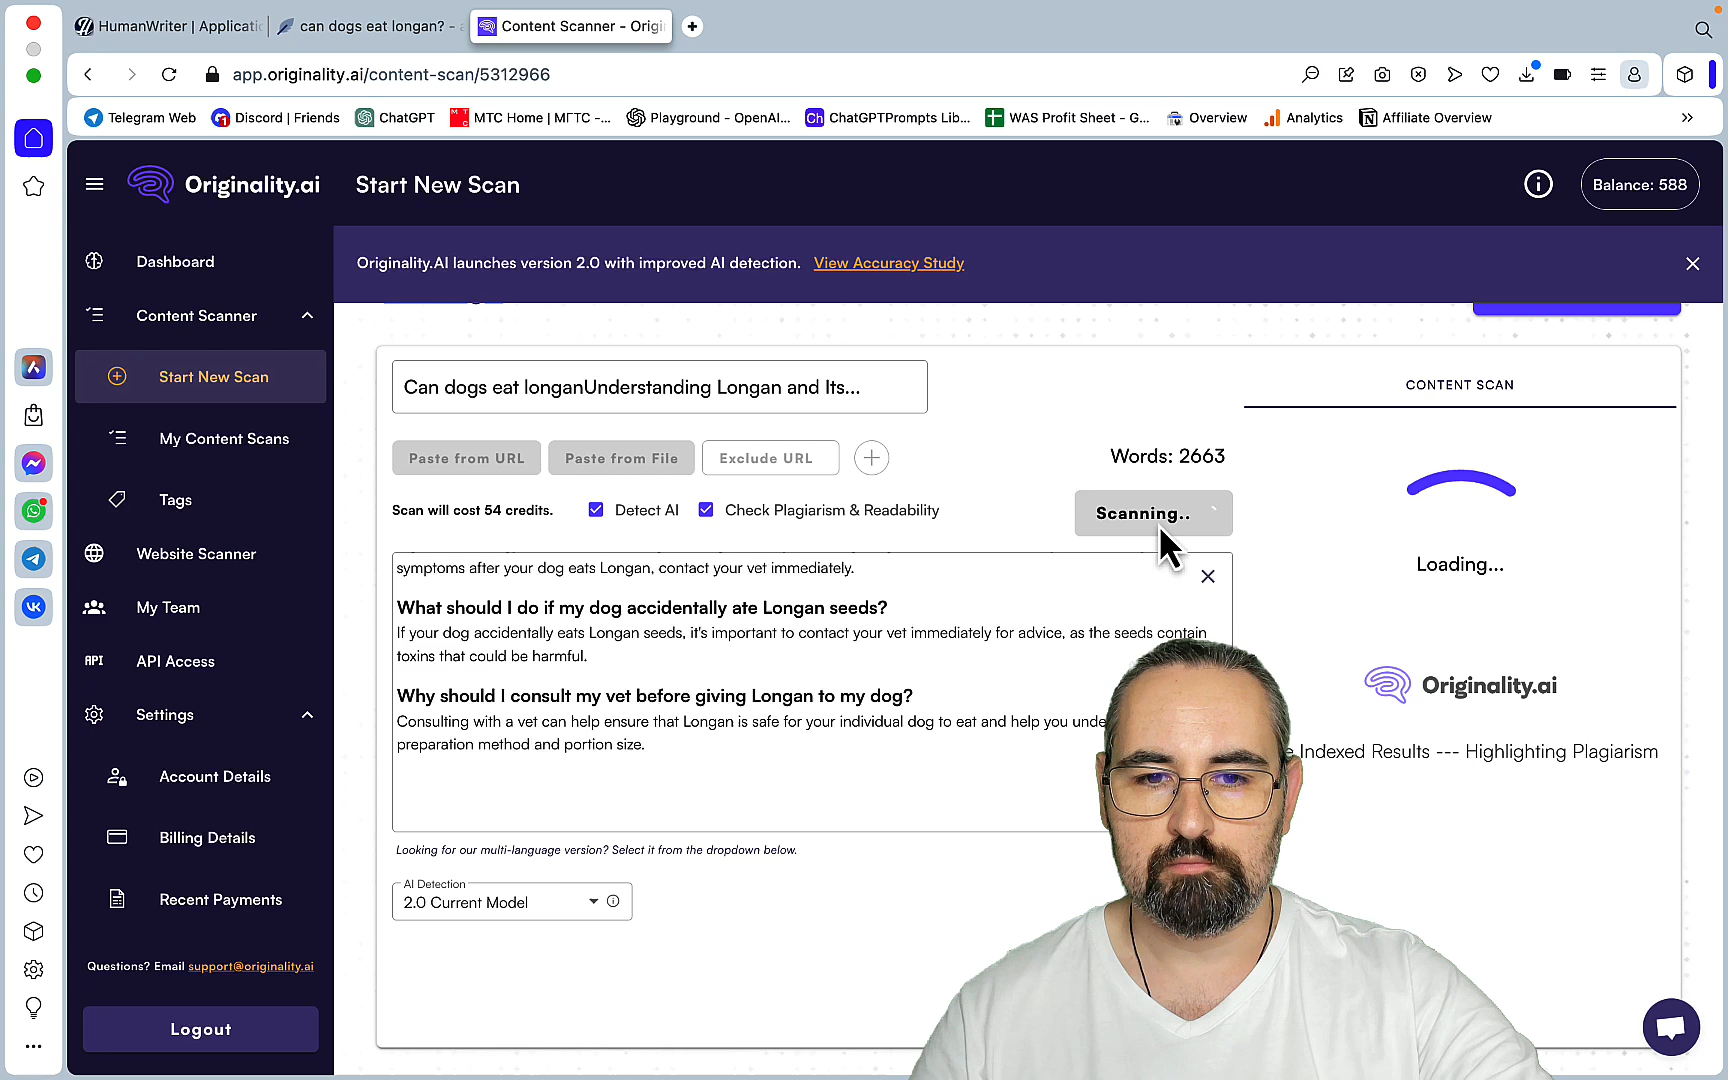 HumanWriter | Applicatio
can dogs eat longan? - a
Content Scanner - Origi
app.originality.ai/content-scan/5312966
Telegram Web
Discord | Friends
ChatGPT
MTC Home | МГТС -...
Playground - OpenAI...
ChatGPTPrompts Lib...
WAS Profit Sheet - G...
Overview
Analytics
Affiliate Overview
Originality.ai
Start New Scan
Balance: 588
Originality.AI launches version 2.0 with improved AI detection. View Accuracy Study
Dashboard
Content Scanner
Start New Scan
My Content Scans
Tags
Website Scanner
My Team
API API Access
Settings
Account Details
Billing Details
Recent Payments
Questions? Email support@originality.ai
Logout
Can dogs eat longanUnderstanding Longan and Its...
Paste from URL
Paste from File
Exclude URL
Words: 2663
Scan will cost 54 credits.
Detect AI
Check Plagiarism & Readability
Scanning..
symptoms after your dog eats Longan, contact your vet immediately.
What should I do if my dog accidentally ate Longan seeds?
If your dog accidentally eats Longan seeds, it's important to contact your vet immediately for advice, as the seeds contain
toxins that could be harmful.
Why should I consult my vet before giving Longan to my dog?
Consulting with a vet can help ensure that Longan is safe for your individual dog to eat and help you unde
preparation method and portion size.
Looking for our multi-language version? Select it from the dropdown below.
AI Detection
2.0 Current Model
CONTENT SCAN
Loading...
Originality.ai
e Indexed Results --- Highlighting Plagiarism